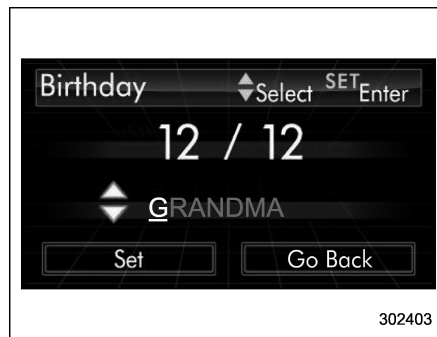 Birthday Select SET Enter
12 / 12
GRANDMA
Set Go Back
302403